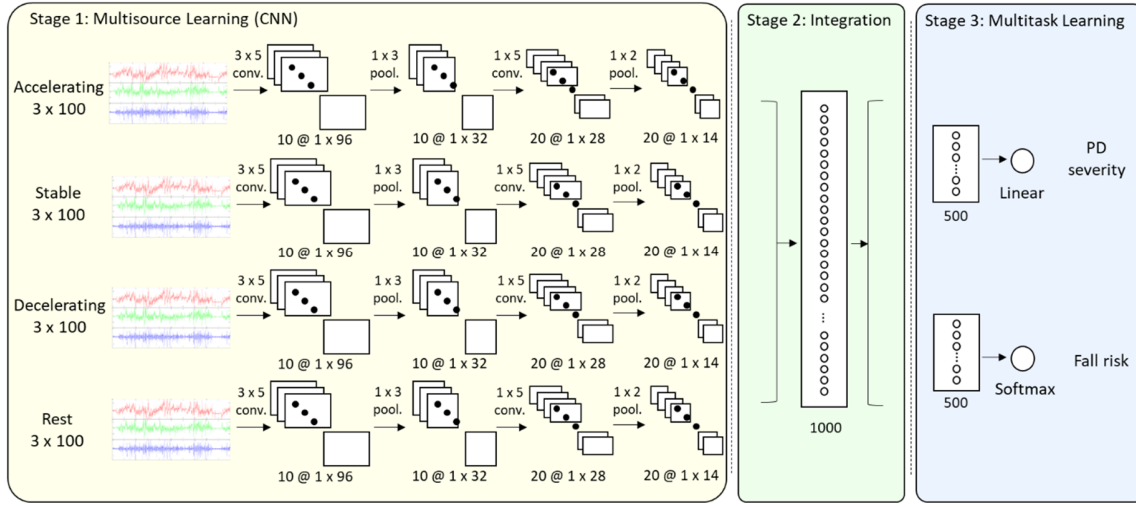 Stage 1: Multisource Learning (CNN)
Accelerating
3 x 100
3 x 5
conv.
1 x 3
pool.
1 x 5
conv.
1 x 2
pool.
10 @ 1 x 96
10 @ 1 x 32
20 @ 1 x 28
20 @ 1 x 14
Stable
3 x 100
3 x 5
conv.
1 x 3
pool.
1 x 5
conv.
1 x 2
pool.
10 @ 1 x 96
10 @ 1 x 32
20 @ 1 x 28
20 @ 1 x 14
Decelerating
3 x 100
3 x 5
conv.
1 x 3
pool.
1 x 5
conv.
1 x 2
pool.
10 @ 1 x 96
10 @ 1 x 32
20 @ 1 x 28
20 @ 1 x 14
Rest
3 x 100
3 x 5
conv.
1 x 3
pool.
1 x 5
conv.
1 x 2
pool.
10 @ 1 x 96
10 @ 1 x 32
20 @ 1 x 28
20 @ 1 x 14
Stage 2: Integration
1000
Stage 3: Multitask Learning
500
Linear
PD
severity
500
Softmax
Fall risk